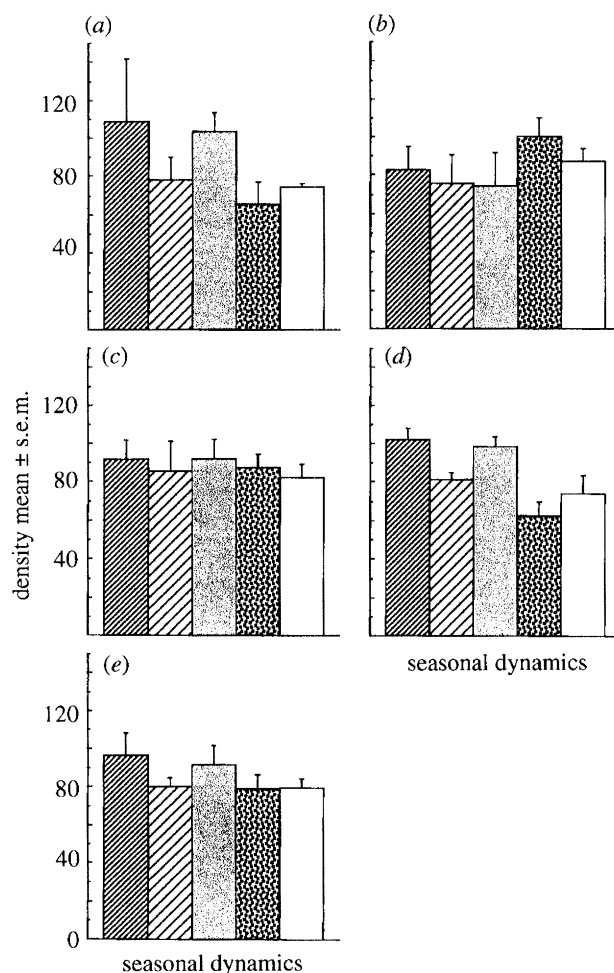 (a)
(b)
120
80
40
(c)
(d)
120
80
40
density mean ± s.e.m.
seasonal dynamics
(e)
120
80
40
0
seasonal dynamics